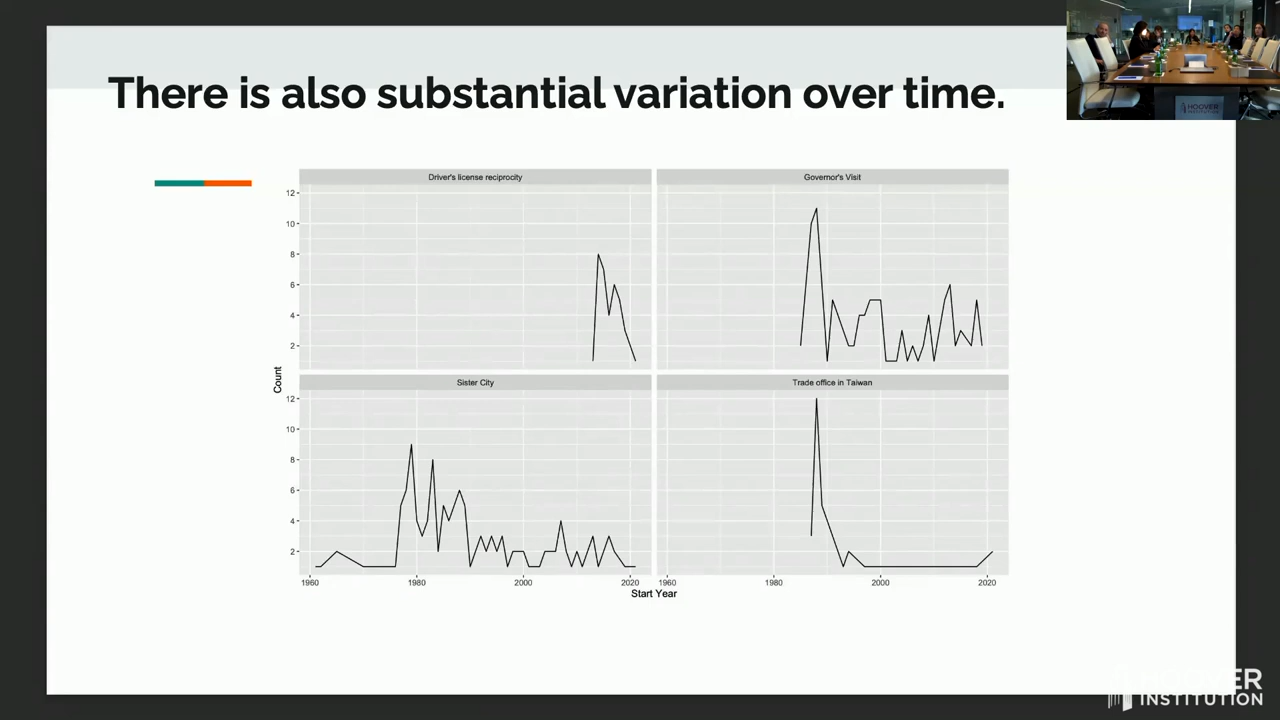 There is also substantial variation over time.
Driver's license reciprocity
Governor's Visit
12
10
8
6
4
2
Count
Sister City
Trade office in Taiwan
12
10
8
6
4
2
1960
1980
2000
2020
1960
1980
2000
2020
Start Year
HOOVER
INSTITUTION
HOOVER
INSTITUTION